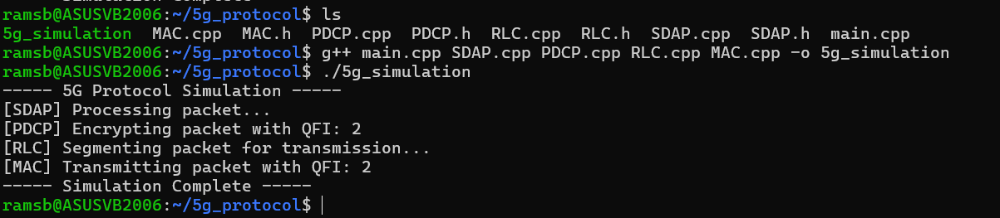 ramsb@ASUSVB2006:~/5g_protocol$ ls
5g_simulation  MAC.cpp  MAC.h  PDCP.cpp  PDCP.h  RLC.cpp  RLC.h  SDAP.cpp  SDAP.h  main.cpp
ramsb@ASUSVB2006:~/5g_protocol$ g++ main.cpp SDAP.cpp PDCP.cpp RLC.cpp MAC.cpp -o 5g_simulation
ramsb@ASUSVB2006:~/5g_protocol$ ./5g_simulation
----- 5G Protocol Simulation -----
[SDAP] Processing packet...
[PDCP] Encrypting packet with QFI: 2
[RLC] Segmenting packet for transmission...
[MAC] Transmitting packet with QFI: 2
----- Simulation Complete -----
ramsb@ASUSVB2006:~/5g_protocol$